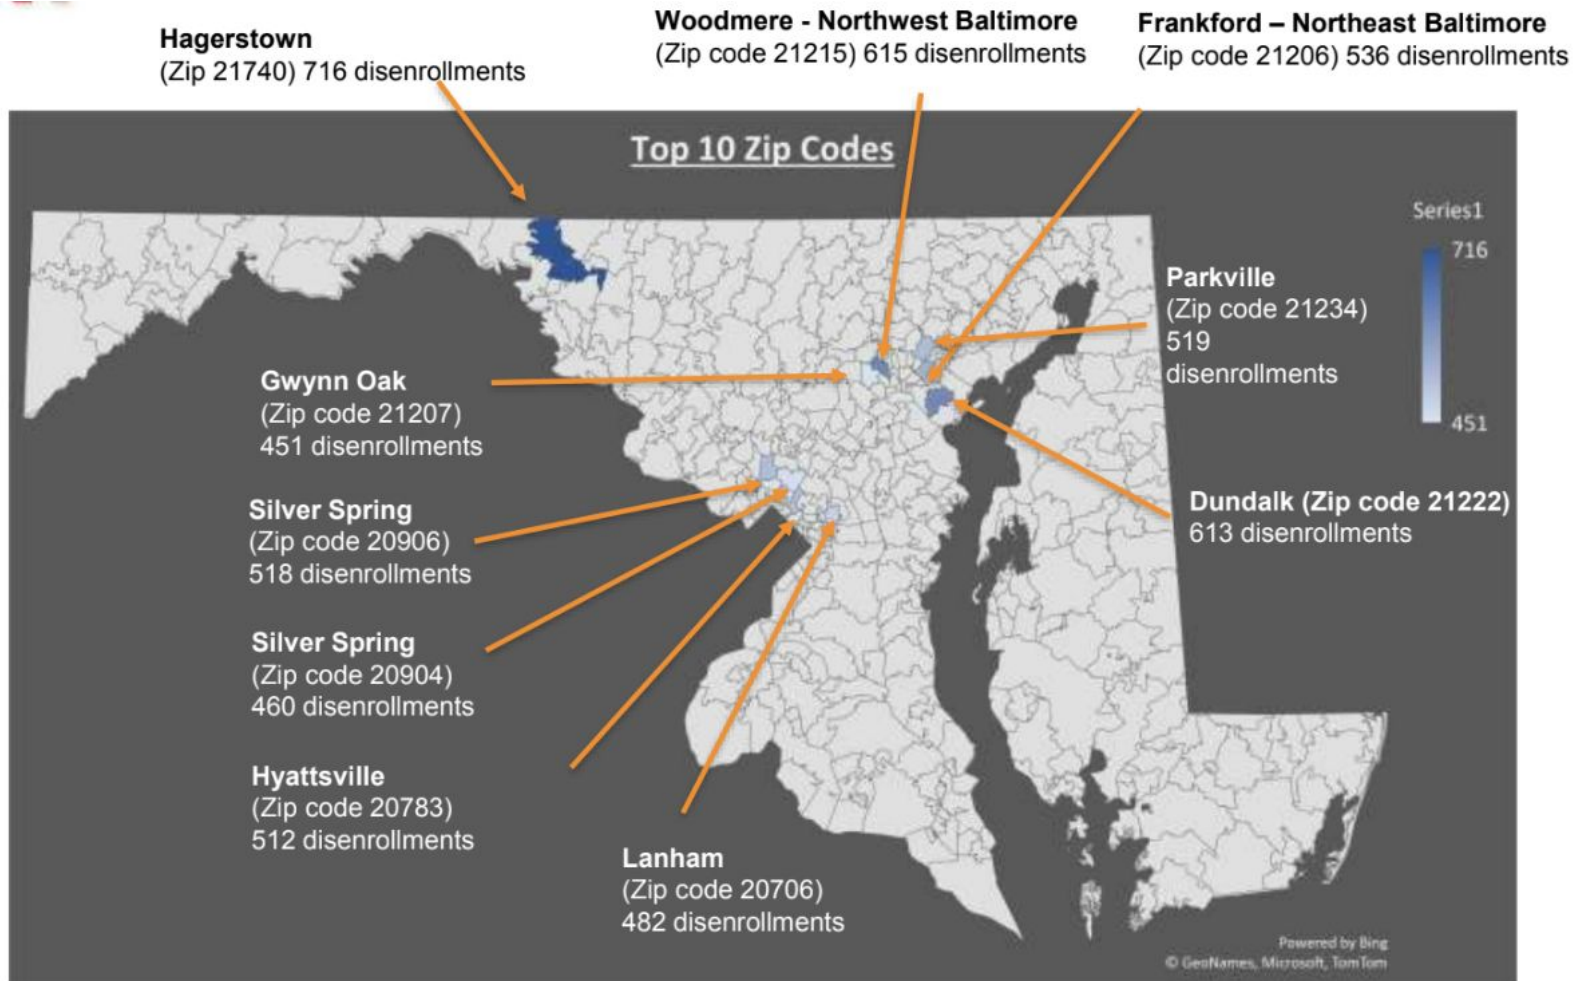 Hagerstown
(Zip 21740) 716 disenrollments
Woodmere - Northwest Baltimore
(Zip code 21215) 615 disenrollments
Frankford – Northeast Baltimore
(Zip code 21206) 536 disenrollments
Top 10 Zip Codes
Series1
716
451
Parkville
(Zip code 21234)
519
disenrollments
Gwynn Oak
(Zip code 21207)
451 disenrollments
Silver Spring
(Zip code 20906)
518 disenrollments
Dundalk (Zip code 21222)
613 disenrollments
Silver Spring
(Zip code 20904)
460 disenrollments
Hyattsville
(Zip code 20783)
512 disenrollments
Lanham
(Zip code 20706)
482 disenrollments
Powered by Bing
© GeoNames, Microsoft, TomTom